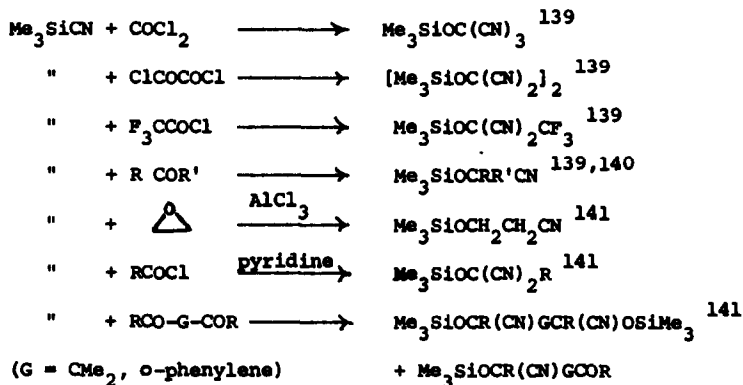 Me3SiCN + COCl2 ⟶ Me3SiOC(CN)3 139
" + ClCOCOCl ⟶ [Me3SiOC(CN)2]2 139
" + F3CCOCl ⟶ Me3SiOC(CN)2CF3 139
" + R COR' ⟶ Me3SiOCRR'CN 139,140
" + O AlCl3 ⟶ Me3SiOCH2CH2CN 141
" + RCOCl pyridine ⟶ Me3SiOC(CN)2R 141
" + RCO-G-COR ⟶ Me3SiOCR(CN)GCR(CN)OSiMe3 141
(G = CMe2, o-phenylene) + Me3SiOCR(CN)GCOR